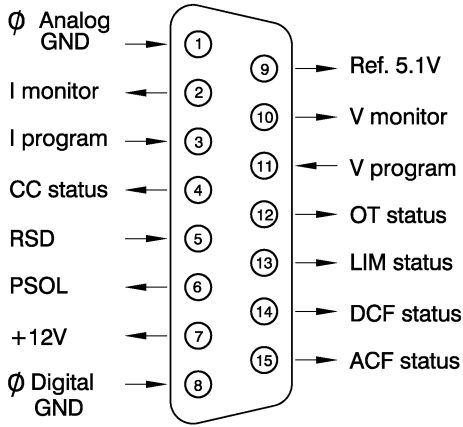 Ø Analog
GND
1
I monitor
2
I program
3
CC status
4
RSD
5
PSOL
6
+12V
7
Ø Digital
GND
8
9
Ref. 5.1V
10
V monitor
11
V program
12
OT status
13
LIM status
14
DCF status
15
ACF status